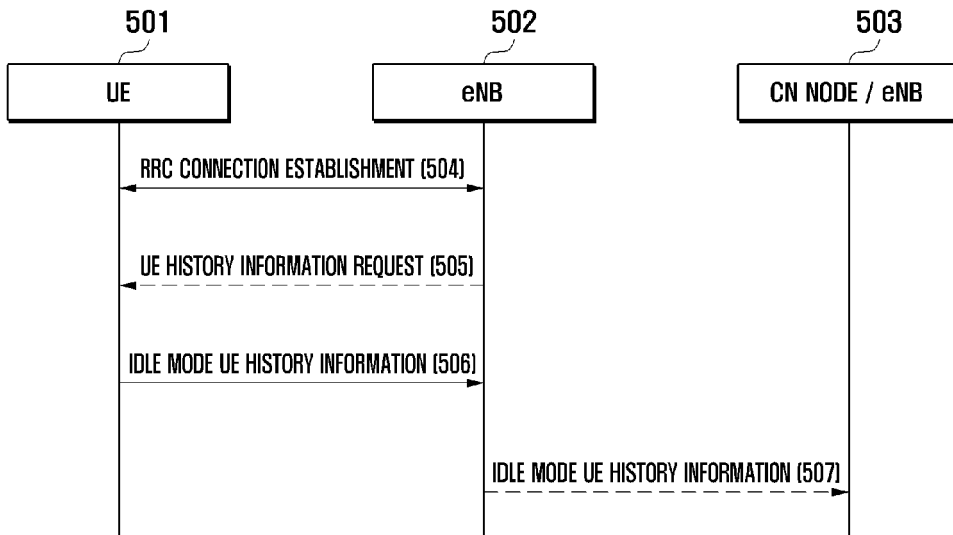 501
502
503
UE
eNB
CN NODE / eNB
RRC CONNECTION ESTABLISHMENT (504)
UE HISTORY INFORMATION REQUEST (505)
IDLE MODE UE HISTORY INFORMATION (506)
IDLE MODE UE HISTORY INFORMATION (507)